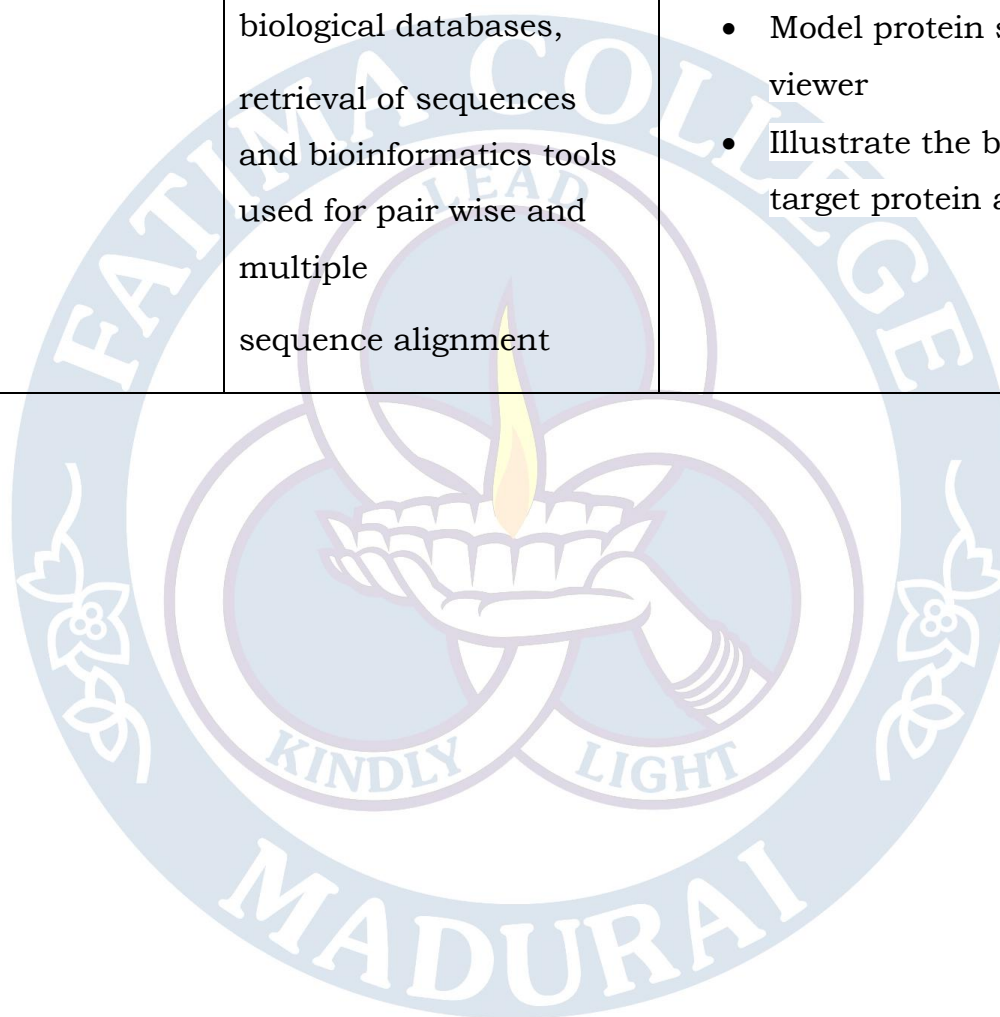 biological databases,
retrieval of sequences
and bioinformatics tools
used for pair wise and
multiple
sequence alignment
• Model protein
viewer
• Illustrate the
target protein
FATIMA COLLEGE
LEAD
KINDLY LIGHT
MADURAI